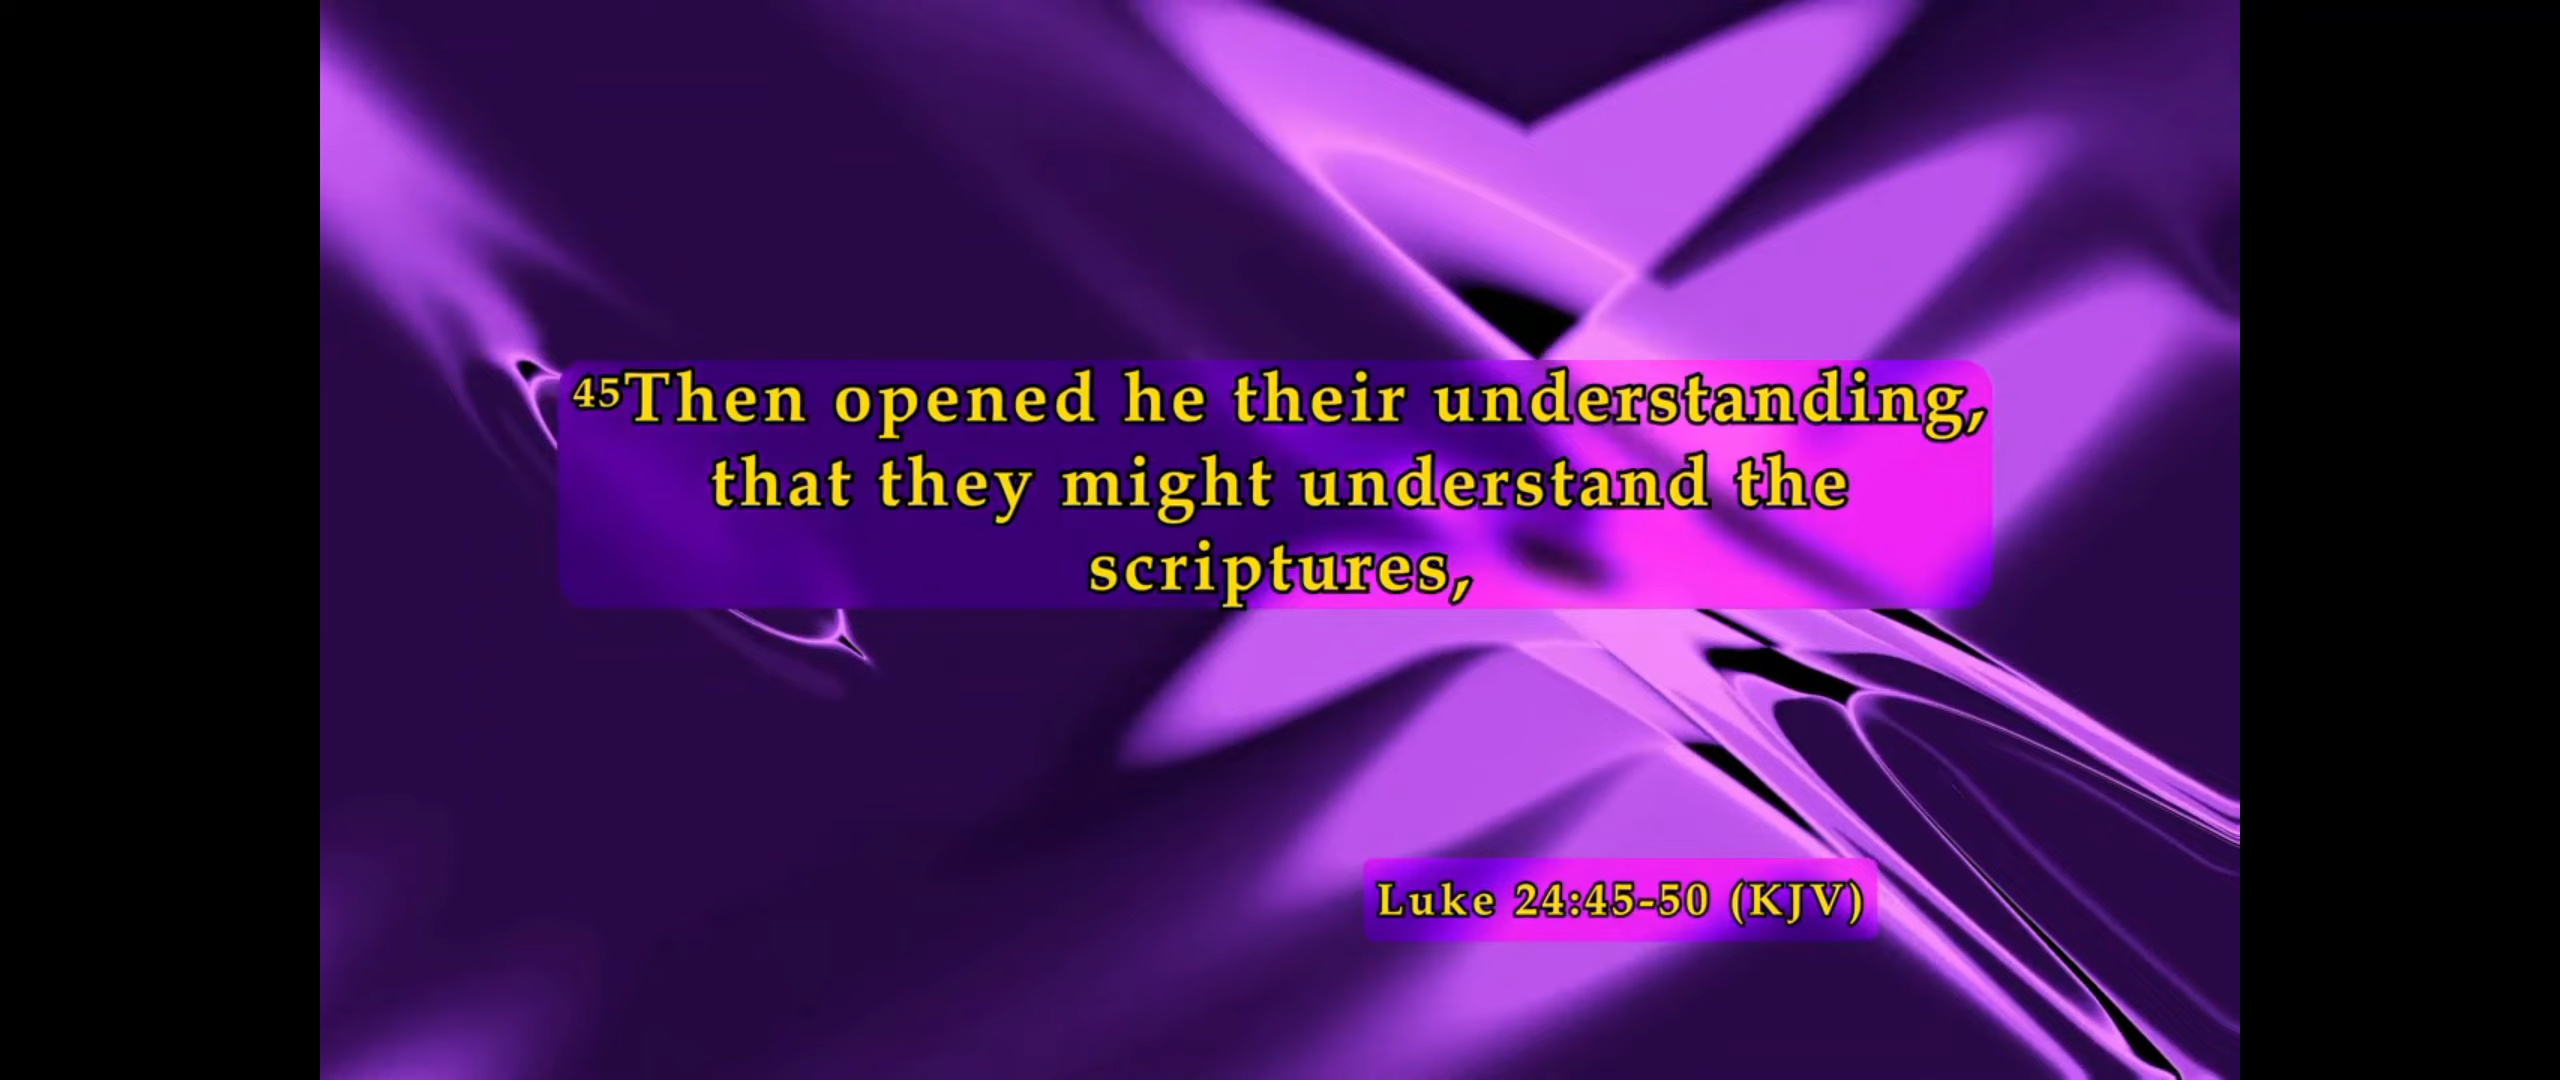 ⁴⁵Then opened he their understanding,
that they might understand the
scriptures,
Luke 24:45-50 (KJV)